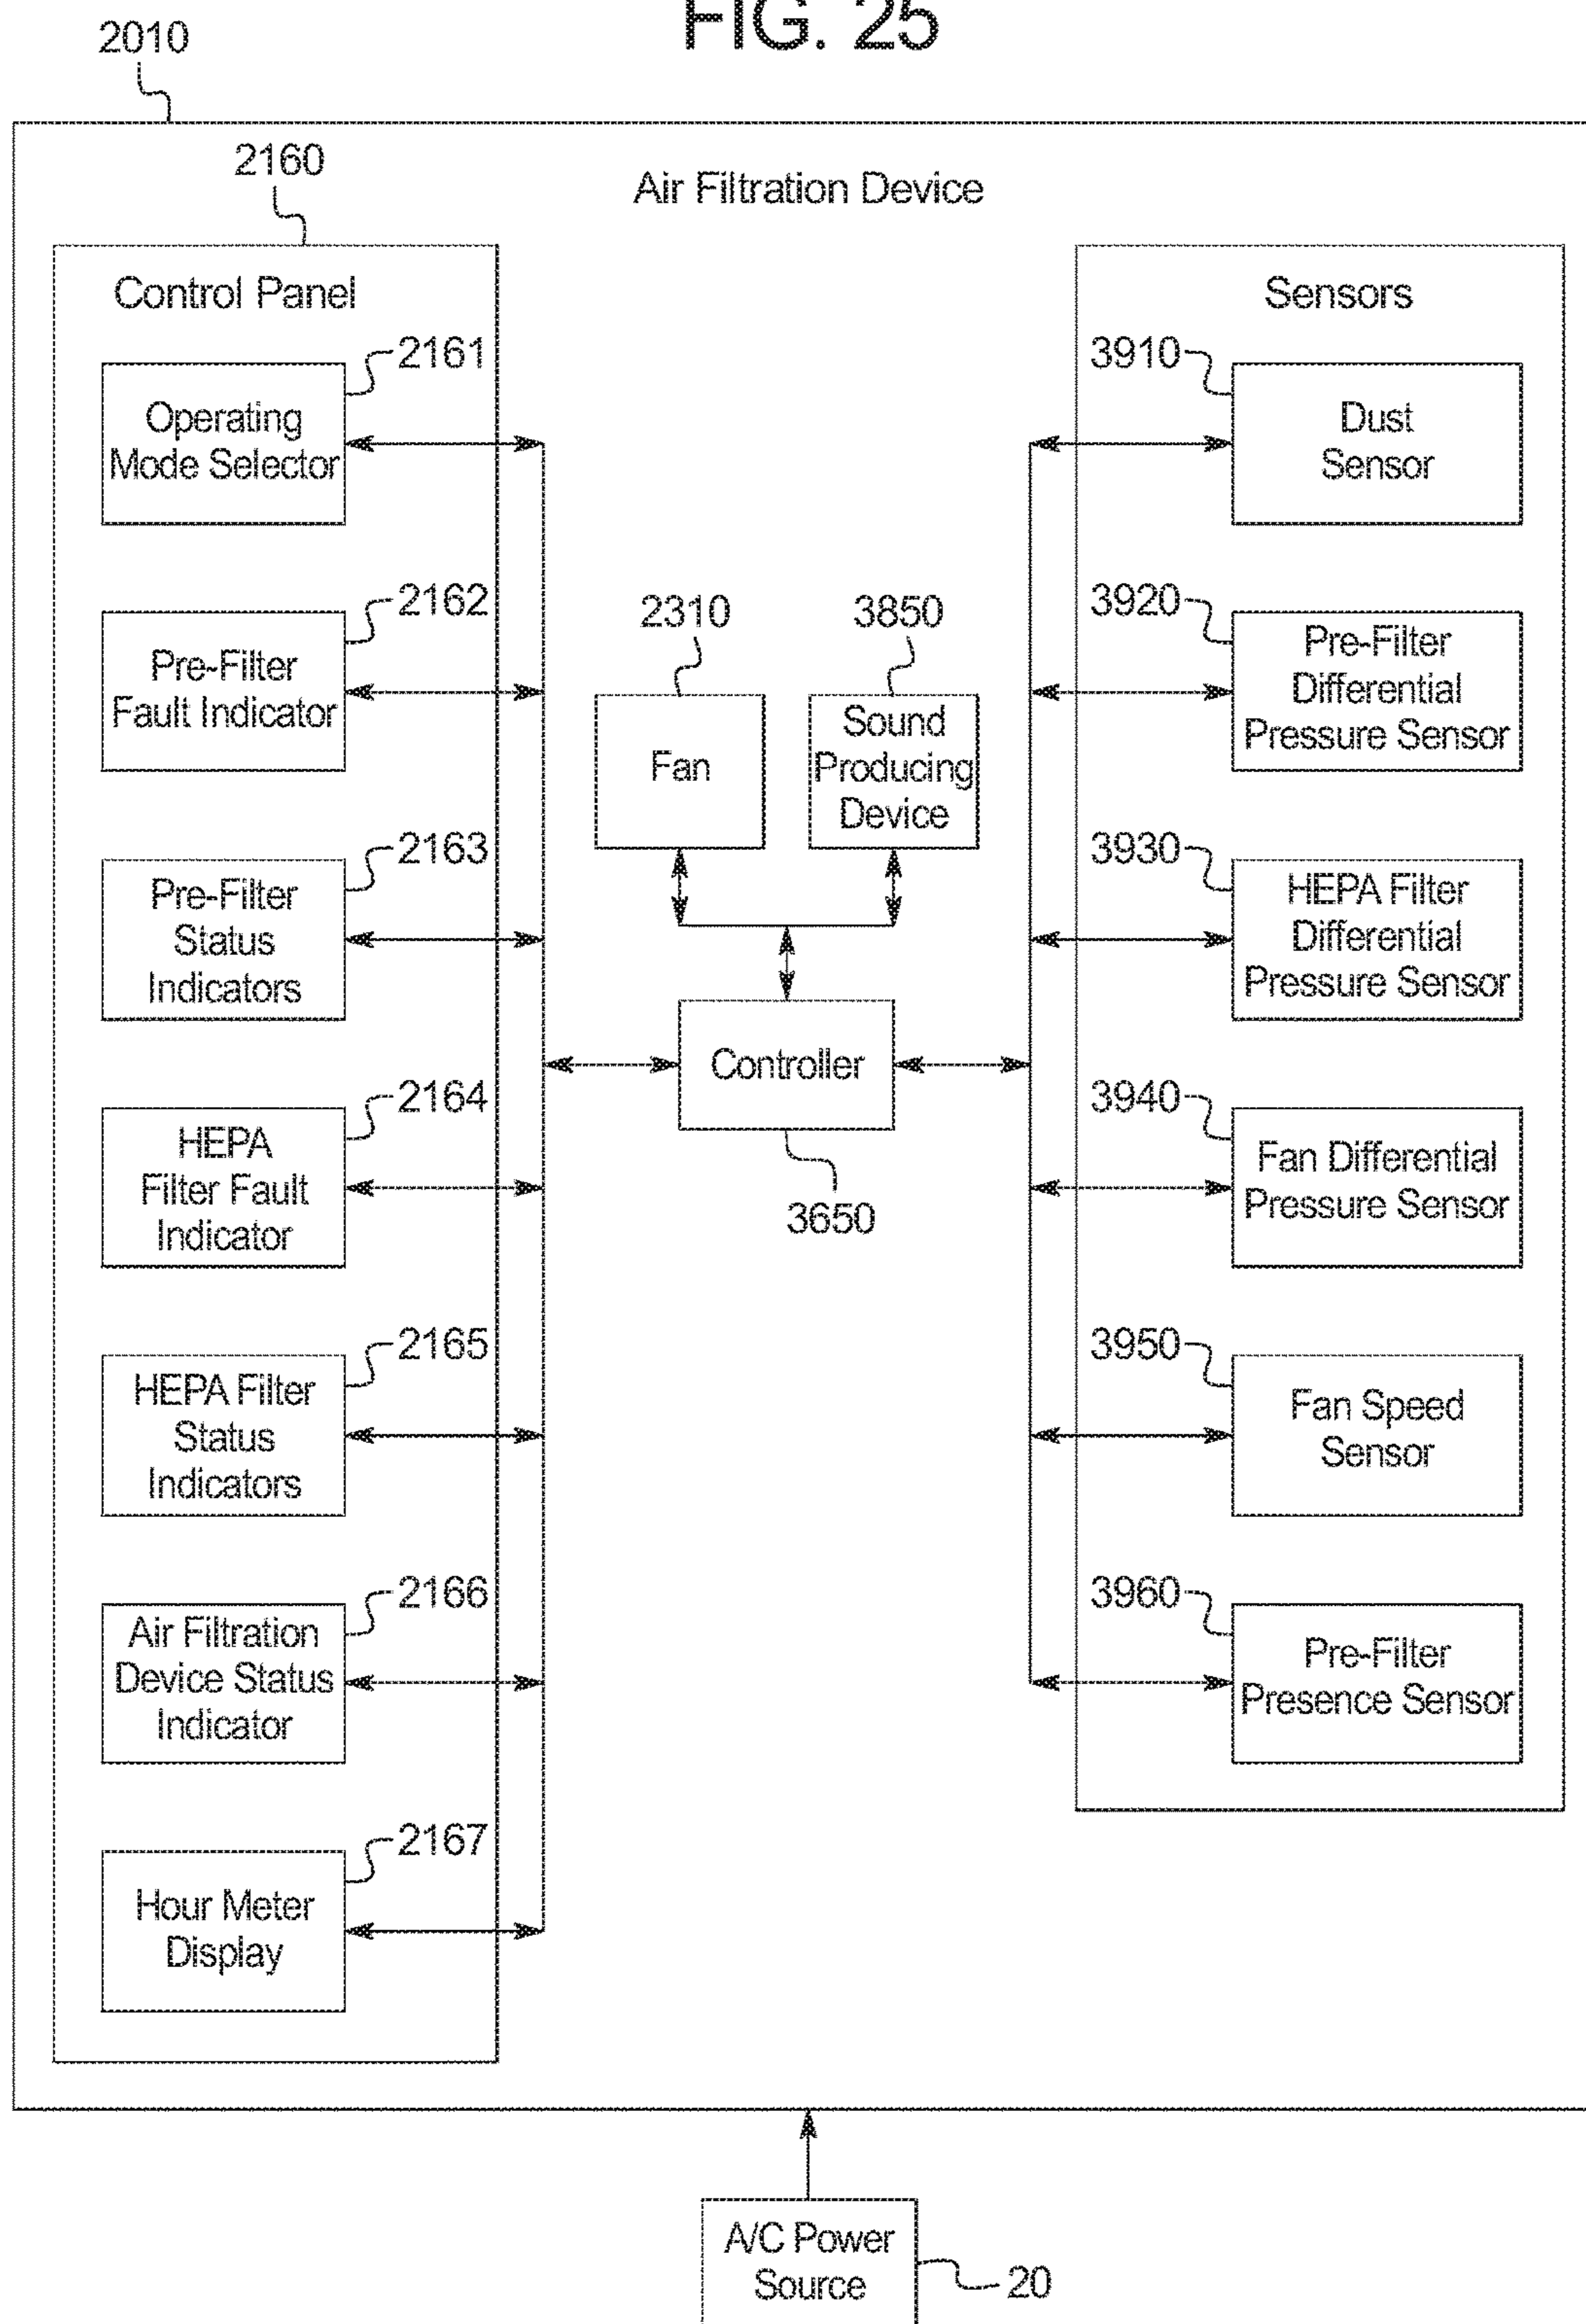 FIG. 25
2010
Air Filtration Device
2160
Control Panel
2161
Operating
Mode Selector
2162
Pre-Filter
Fault Indicator
2163
Pre-Filter
Status
Indicators
2164
HEPA
Filter Fault
Indicator
2165
HEPA Filter
Status
Indicators
2166
Air Filtration
Device Status
Indicator
2167
Hour Meter
Display
2310
Fan
3850
Sound
Producing
Device
Controller
3650
Sensors
3910
Dust
Sensor
3920
Pre-Filter
Differential
Pressure Sensor
3930
HEPA Filter
Differential
Pressure Sensor
3940
Fan Differential
Pressure Sensor
3950
Fan Speed
Sensor
3960
Pre-Filter
Presence Sensor
A/C Power
Source
20